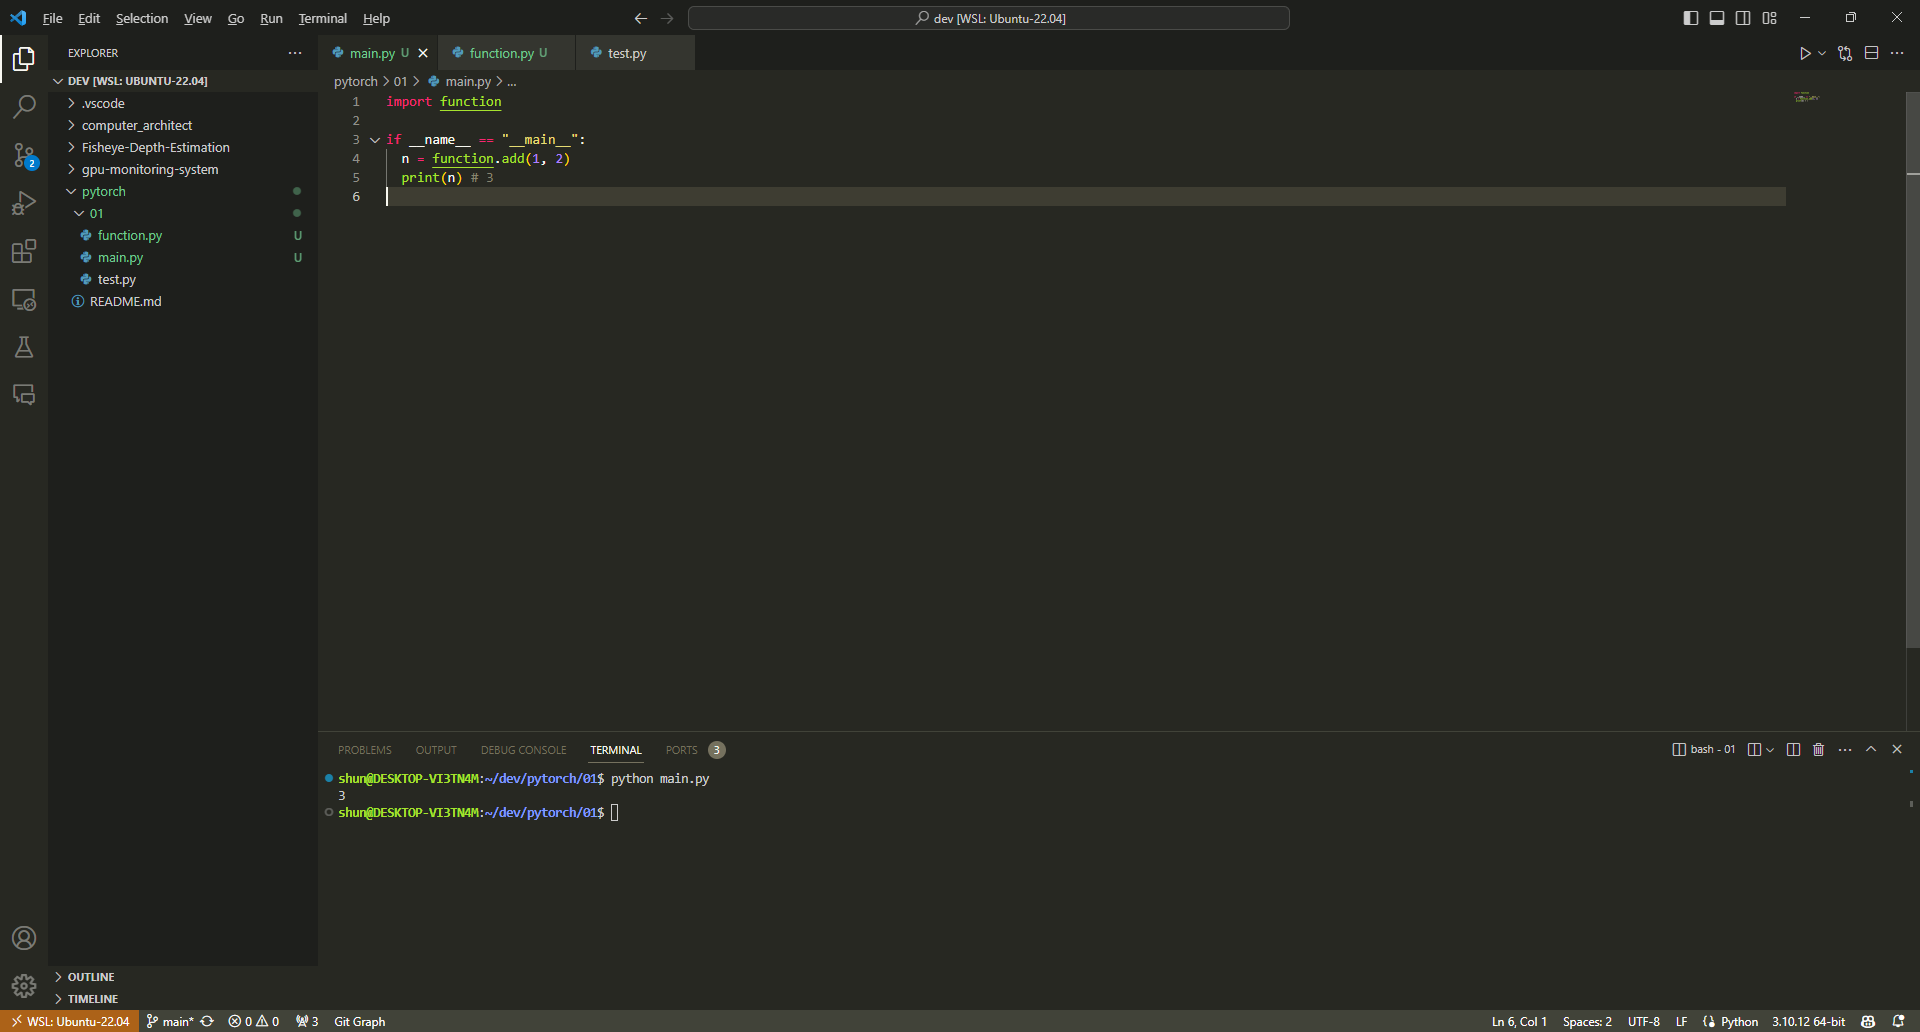 File Edit Selection View Go Run Terminal Help
dev [WSL: Ubuntu-22.04]
EXPLORER
DEV [WSL: UBUNTU-22.04]
.vscode
computer_architect
Fisheye-Depth-Estimation
gpu-monitoring-system
pytorch
01
function.py U
main.py U
test.py
README.md
OUTLINE
TIMELINE
2
main.py U
function.py U
test.py
pytorch > 01 > main.py > ...
1 import function
2
3 if __name__ == "__main__":
4 n = function.add(1, 2)
5 print(n) # 3
6
PROBLEMS OUTPUT DEBUG CONSOLE TERMINAL PORTS 3
bash - 01
shun@DESKTOP-VI3TN4M:~/dev/pytorch/01$ python main.py
3
shun@DESKTOP-VI3TN4M:~/dev/pytorch/01$
WSL: Ubuntu-22.04 main* 0 0 3 Git Graph
Ln 6, Col 1 Spaces: 2 UTF-8 LF Python 3.10.12 64-bit